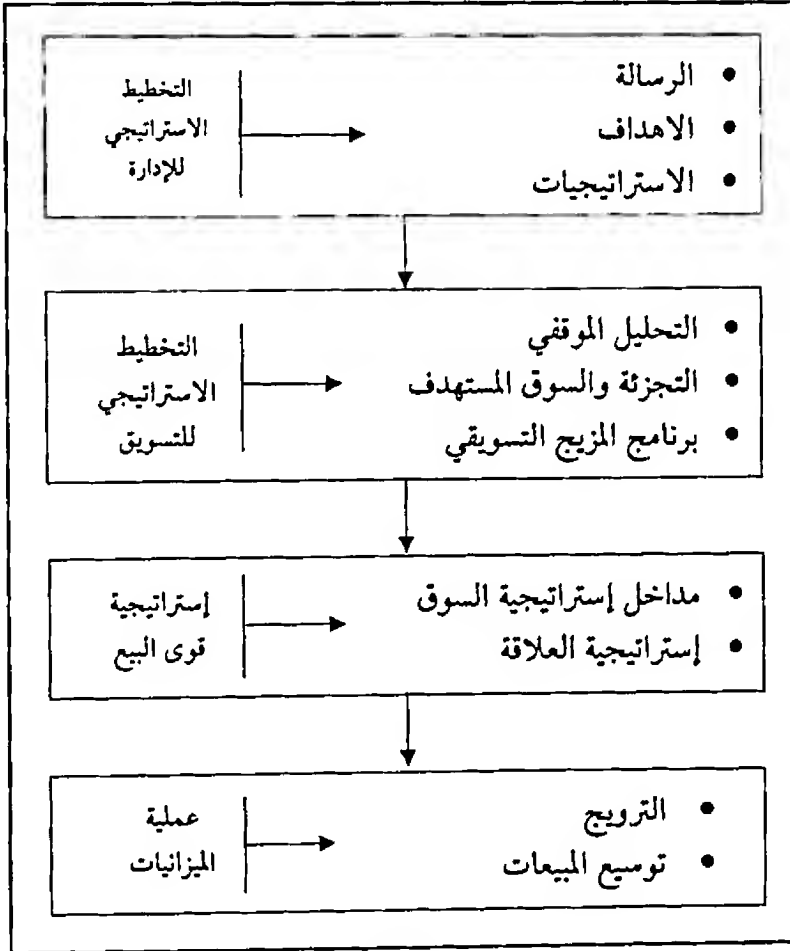 • الرسالة
• الاهداف
• الاستراتيجيات
التخطيط
الاستراتيجي
للإدارة
• التحليل الموقفي
• التجزئة والسوق المستهدف
• برنامج المزيج التسويقي
التخطيط
الاستراتيجي
للتسويق
• مداخل إستراتيجية السوق
• إستراتيجية العلاقة
إستراتيجية
قوى البيع
• الترويج
• توسيع المبيعات
عملية
الميزانيات